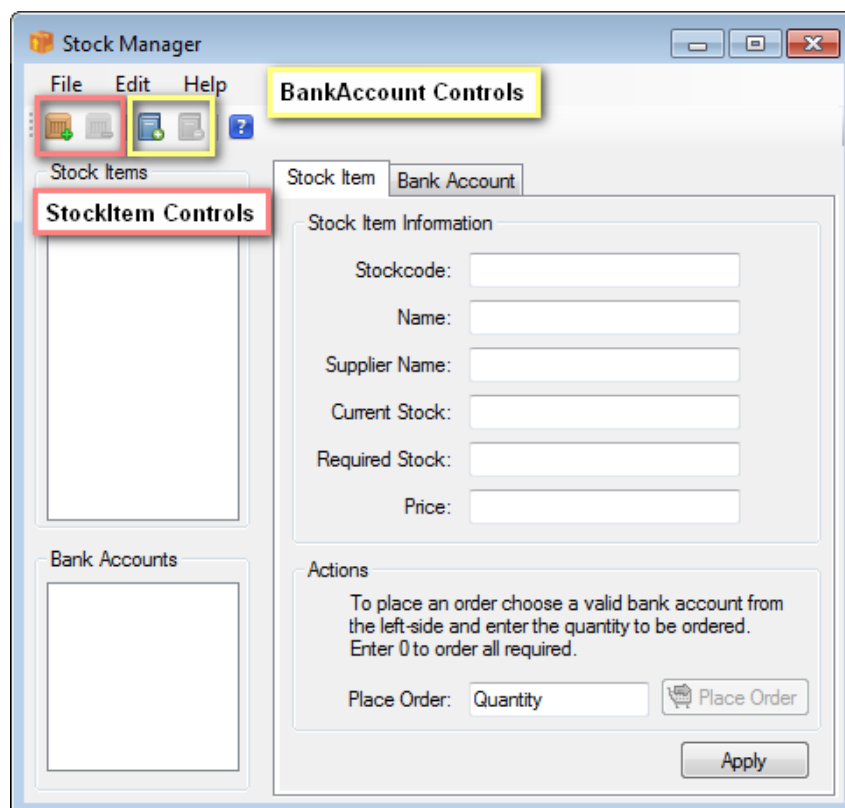 Stock Manager
File Edit Help
BankAccount Controls
?
Stock Items
StockItem Controls
Stock Item Bank Account
Stock Item Information
Stockcode:
Name:
Supplier Name:
Current Stock:
Required Stock:
Price:
Bank Accounts
Actions
To place an order choose a valid bank account from
the left-side and enter the quantity to be ordered.
Enter 0 to order all required.
Place Order: Quantity Place Order
Apply